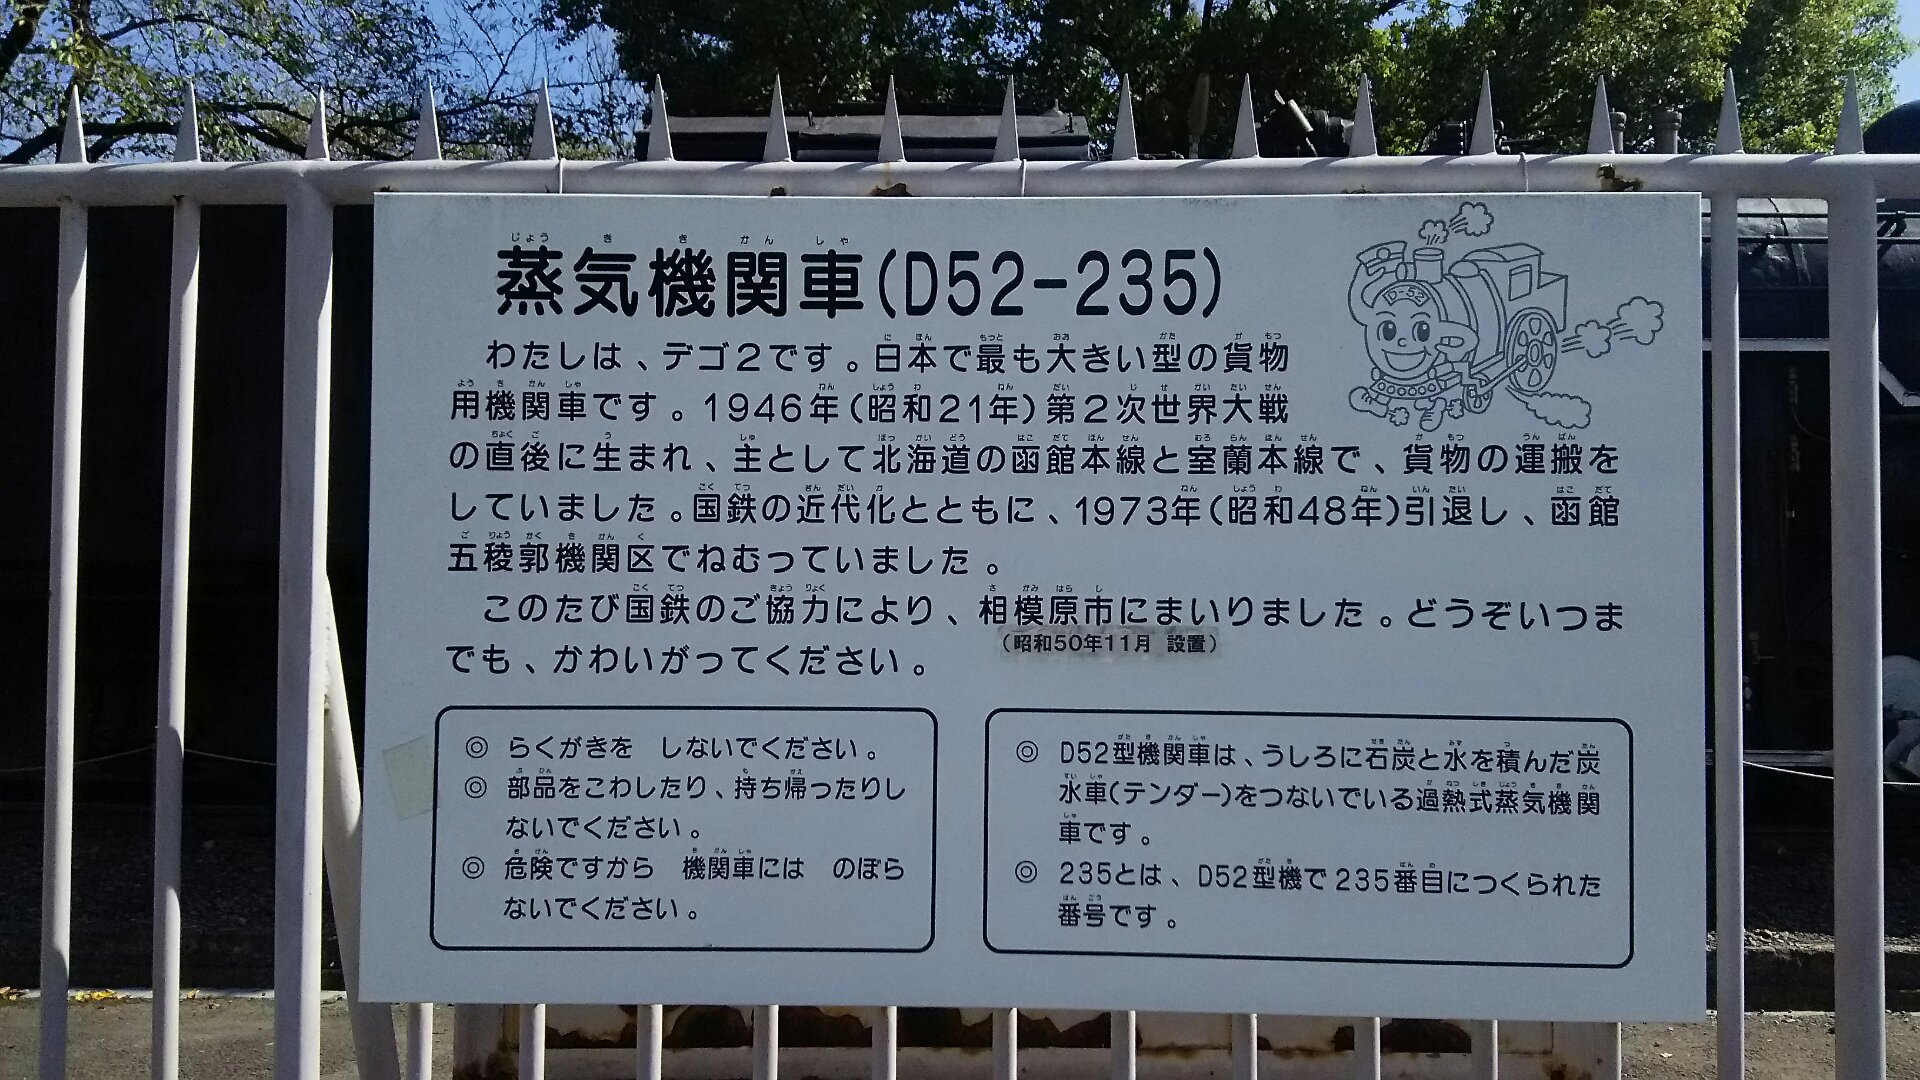 蒸気機関車(D52-235)
D-52
わたしは、デゴ2です。日本で最も大きい型の貨物
用機関車です。1946年(昭和21年)第2次世界大戦
の直後に生まれ、主として北海道の函館本線と室蘭本線で、貨物の運搬を
していました。国鉄の近代化とともに、1973年(昭和48年)引退し、函館
五稜郭機関区でねむっていました。
このたび国鉄のご協力により、相模原市にまいりました。どうぞいつま
でも、かわいがってください。
(昭和50年11月 設置)
◎ らくがきを しないでください。
◎ 部品をこわしたり、持ち帰ったりし
ないでください。
◎ 危険ですから 機関車には のぼら
ないでください。
◎ D52型機関車は、うしろに石炭と水を積んだ炭
水車(テンダー)をつないでいる過熱式蒸気機関
車です。
◎ 235とは、D52型機で235番目につくられた
番号です。